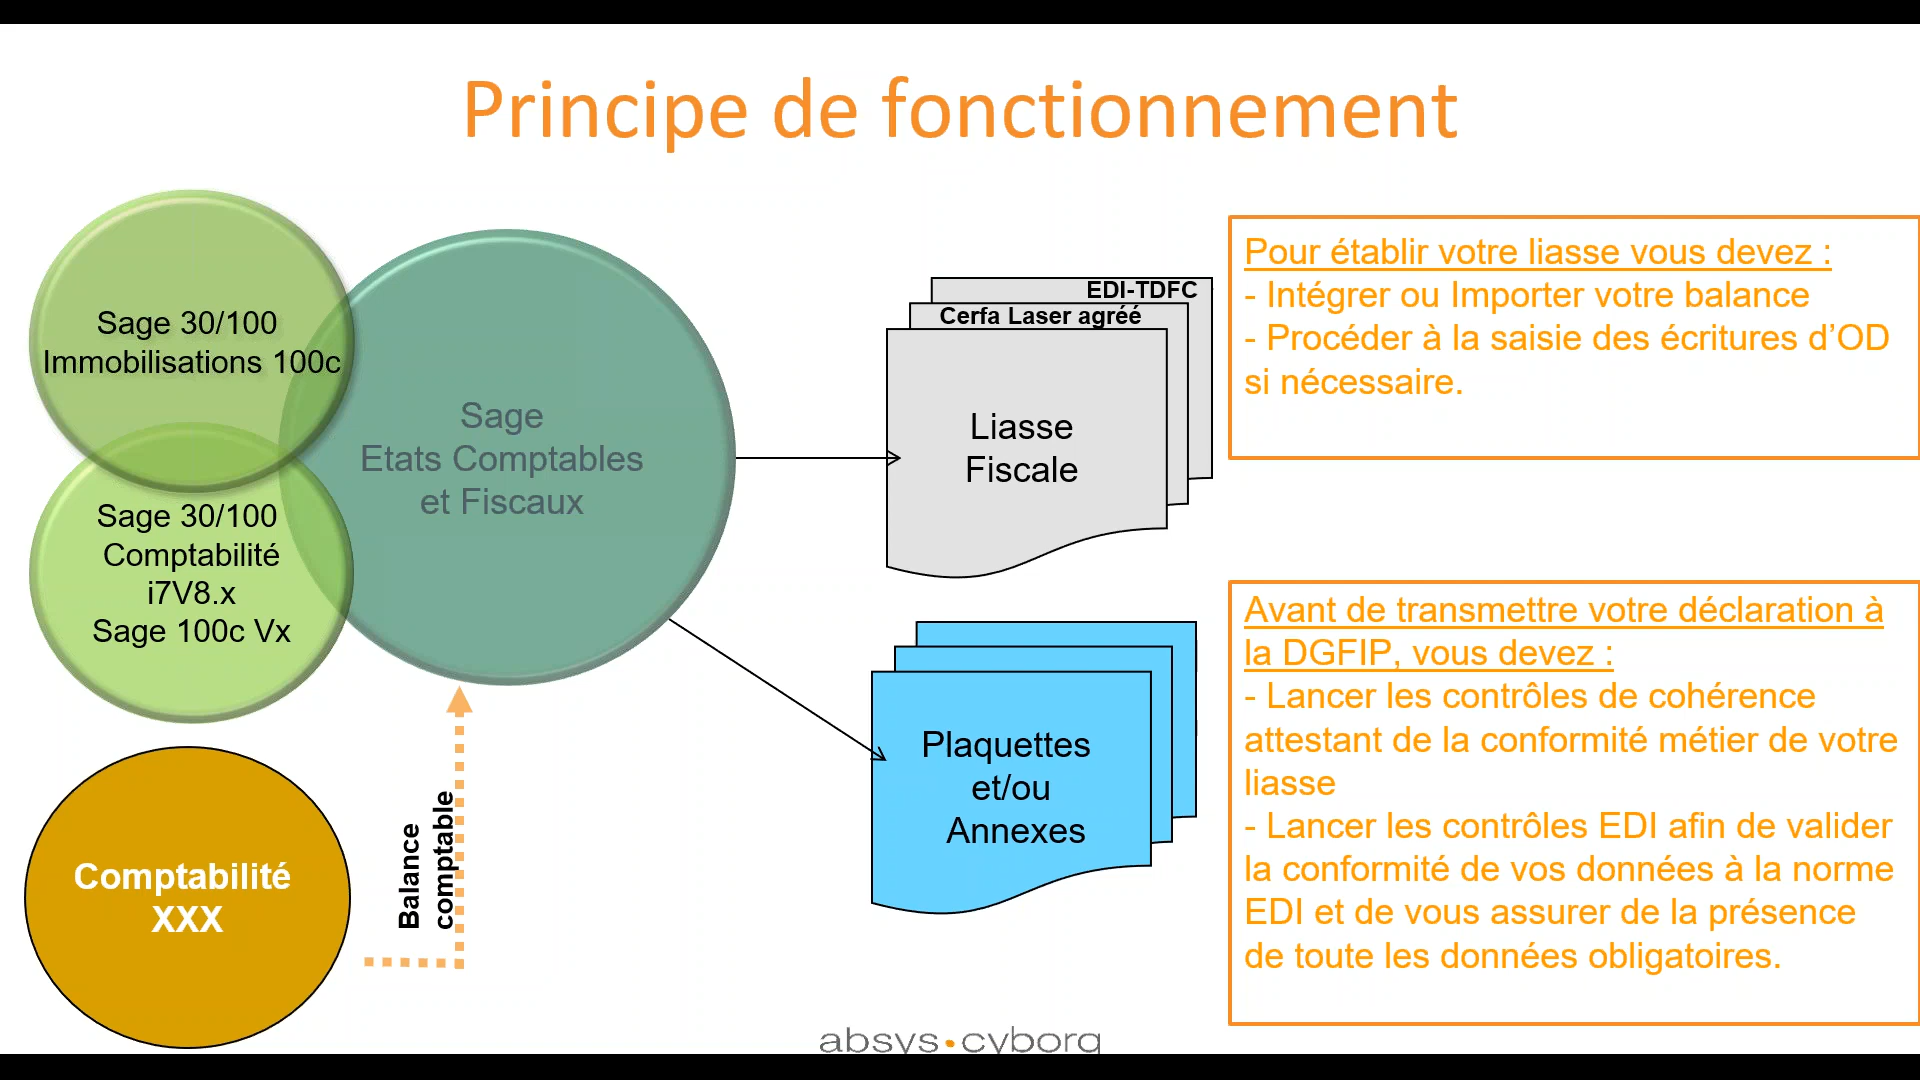 Principe de fonctionnement
Sage 30/100
Immobilisations 100c
Sage 30/100
Comptabilité
i7V8.x
Sage 100c Vx
Comptabilité
XXX
Sage
Etats Comptables
et Fiscaux
Balance
comptable
EDI-TDFC
Cerfa Laser agréé
Liasse
Fiscale
Plaquettes
et/ou
Annexes
Pour établir votre liasse vous devez :
- Intégrer ou Importer votre balance
- Procéder à la saisie des écritures d’OD
si nécessaire.
Avant de transmettre votre déclaration à
la DGFIP, vous devez :
- Lancer les contrôles de cohérence
attestant de la conformité métier de votre
liasse
- Lancer les contrôles EDI afin de valider
la conformité de vos données à la norme
EDI et de vous assurer de la présence
de toute les données obligatoires.
absys•cyborg